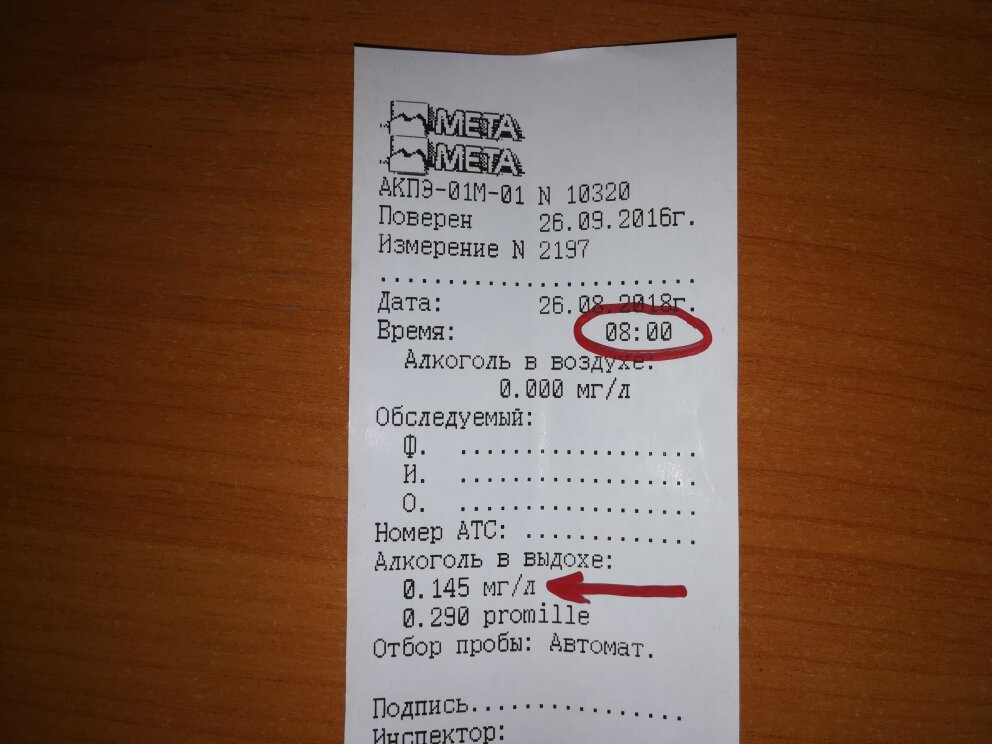 META
META
АКПЭ-01М-01 N 10320
Поверен 26.09.2016г.
Измерение N 2197
................................
Дата: 26.08.2018г.
Время: 08:00
Алкоголь в воздухе:
0.000 мг/л
Обследуемый:
Ф. ..................
И. ..................
О. ..................
Номер АТС: .............
Алкоголь в выдохе:
0.145 мг/л
0.290 promille
Отбор пробы: Автомат.
Подпись................
Инспектор: